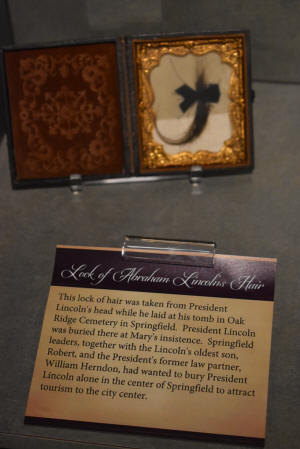 Lock of Abraham Lincoln's Hair
This lock of hair was taken from President
Lincoln's head while he laid at his tomb in Oak
Ridge Cemetery in Springfield. President Lincoln
was buried there at Mary's insistence. Springfield
leaders, together with the Lincoln's oldest son,
Robert, and the President's former law partner,
William Herndon, had wanted to bury President
Lincoln alone in the center of Springfield to attract
tourism to the city center.